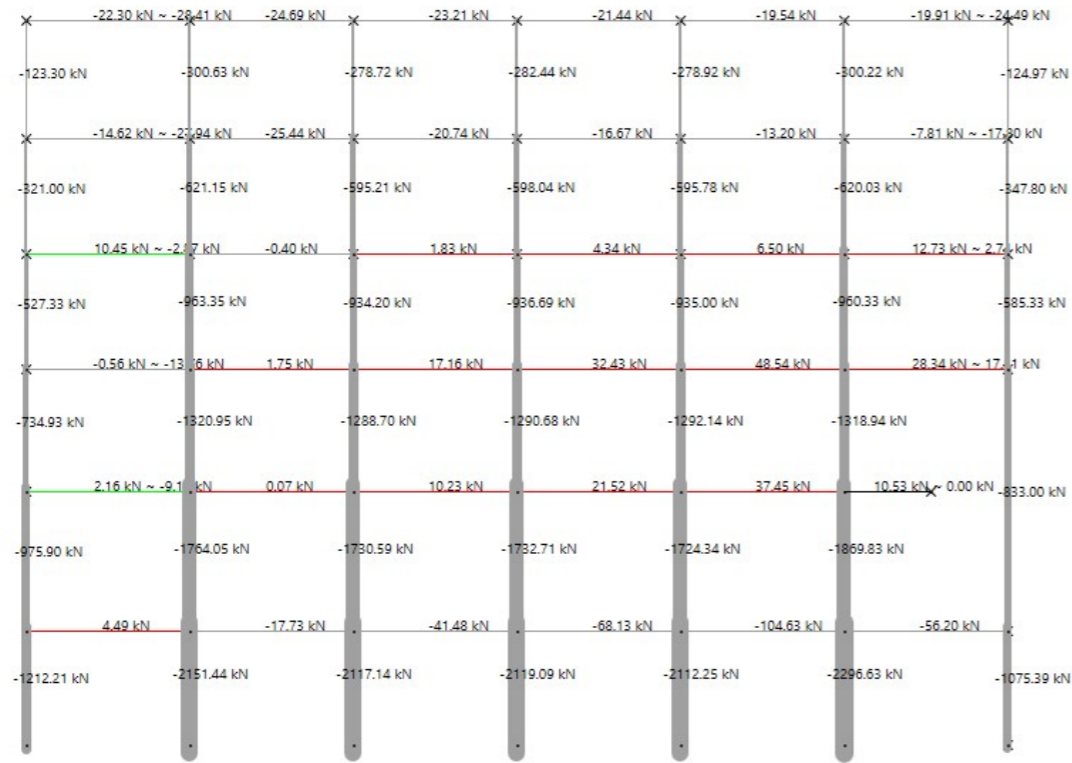 -22.30 kN ~ -28.41 kN -24.69 kN -23.21 kN -21.44 kN -19.54 kN -19.91 kN ~ -24.49 kN
-123.30 kN -300.63 kN -278.72 kN -282.44 kN -278.92 kN -300.22 kN -124.97 kN
-14.62 kN ~ kN -25.44 kN -20.74 kN -16.67 kN -13.20 kN -7.81 kN ~ kN
-321.00 kN -621.15 kN -595.21 kN -598.04 kN -595.78 kN -620.03 kN -347.80 kN
10.45 kN ~ kN -0.40 kN 1.83 kN 4.34 kN 6.50 kN 12.73 kN ~ kN
-527.33 kN -963.35 kN -934.20 kN -936.69 kN -935.00 kN -960.33 kN -585.33 kN
-0.56 kN ~ kN 1.75 kN 17.16 kN 32.43 kN 48.54 kN 28.34 kN ~ kN
-734.93 kN -1320.95 kN -1288.70 kN -1290.68 kN -1292.14 kN -1318.94 kN
2.16 kN ~ kN 0.07 kN 10.23 kN 21.52 kN 37.45 kN 10.53 kN ~ 0.00 kN -833.00 kN
-975.90 kN -1764.05 kN -1730.59 kN -1732.71 kN -1724.34 kN -1869.83 kN
4.49 kN -17.73 kN -41.48 kN -68.13 kN -104.63 kN -56.20 kN
-1212.21 kN -2151.44 kN -2117.14 kN -2119.09 kN -2112.25 kN -2296.63 kN -1075.39 kN